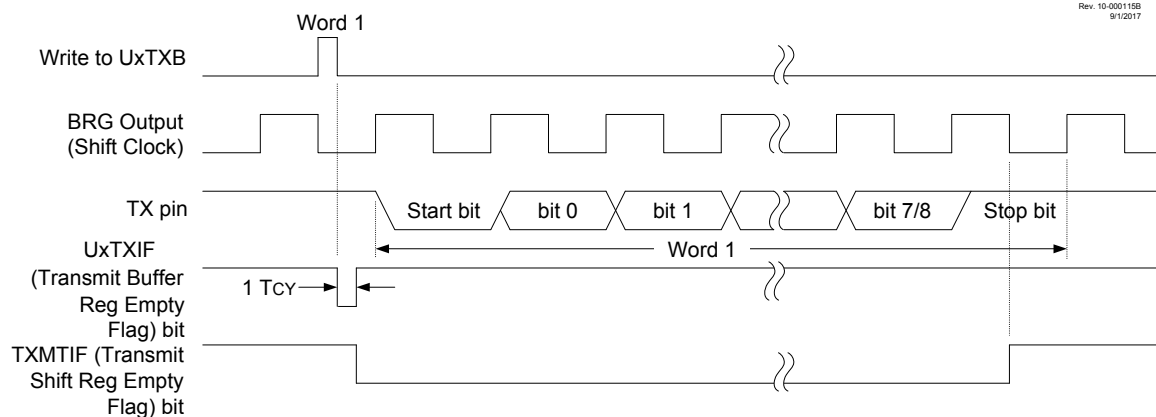 Rev. 10-000115B
9/1/2017
Word 1
Write to UxTXB
BRG Output
(Shift Clock)
TX pin
Start bit
bit 0
bit 1
bit 7/8
Stop bit
Word 1
UxTXIF
(Transmit Buffer
Reg Empty
Flag) bit
1 TCY
TXMTIF (Transmit
Shift Reg Empty
Flag) bit